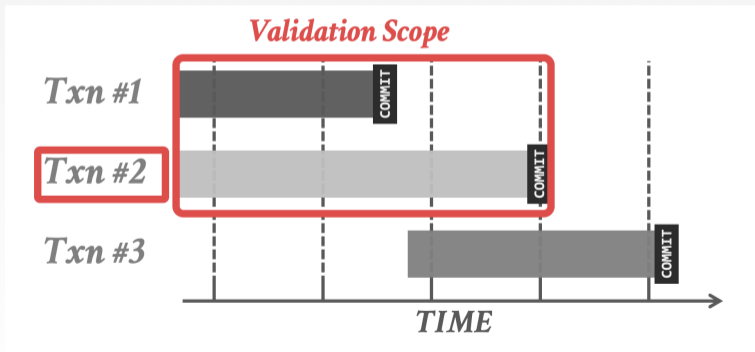 Validation Scope
Txn #1
COMMIT
Txn #2
COMMIT
Txn #3
COMMIT
TIME